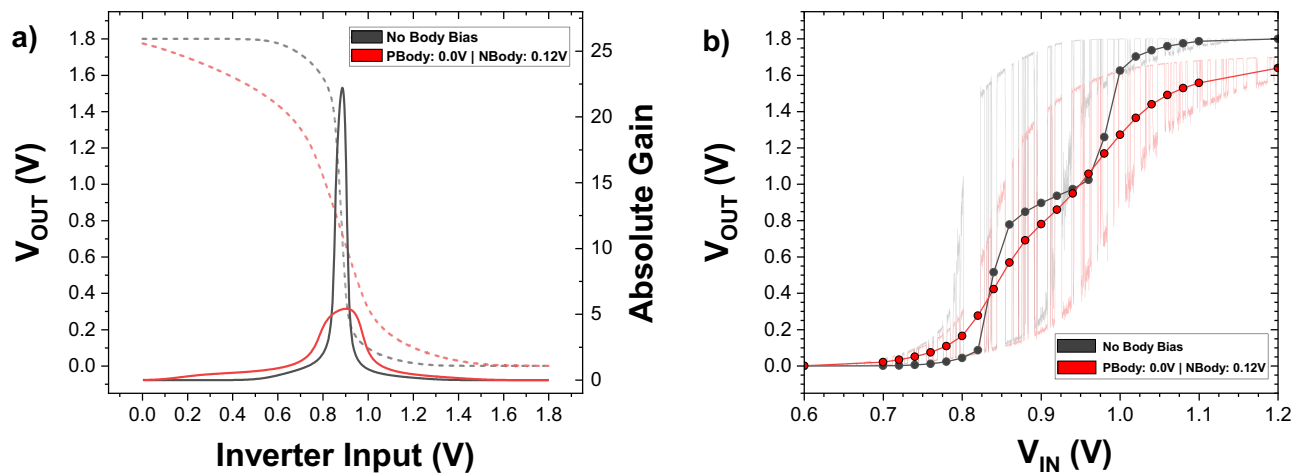 a)
No Body Bias
PBody: 0.0V | NBody: 0.12V
V_OUT (V)
1.8
1.6
1.4
1.2
1.0
0.8
0.6
0.4
0.2
0.0
25
20
15
10
5
0
Absolute Gain
0.0 0.2 0.4 0.6 0.8 1.0 1.2 1.4 1.6 1.8
Inverter Input (V)
b)
V_OUT (V)
1.8
1.6
1.4
1.2
1.0
0.8
0.6
0.4
0.2
0.0
No Body Bias
PBody: 0.0V | NBody: 0.12V
0.6 0.7 0.8 0.9 1.0 1.1 1.2
V_IN (V)